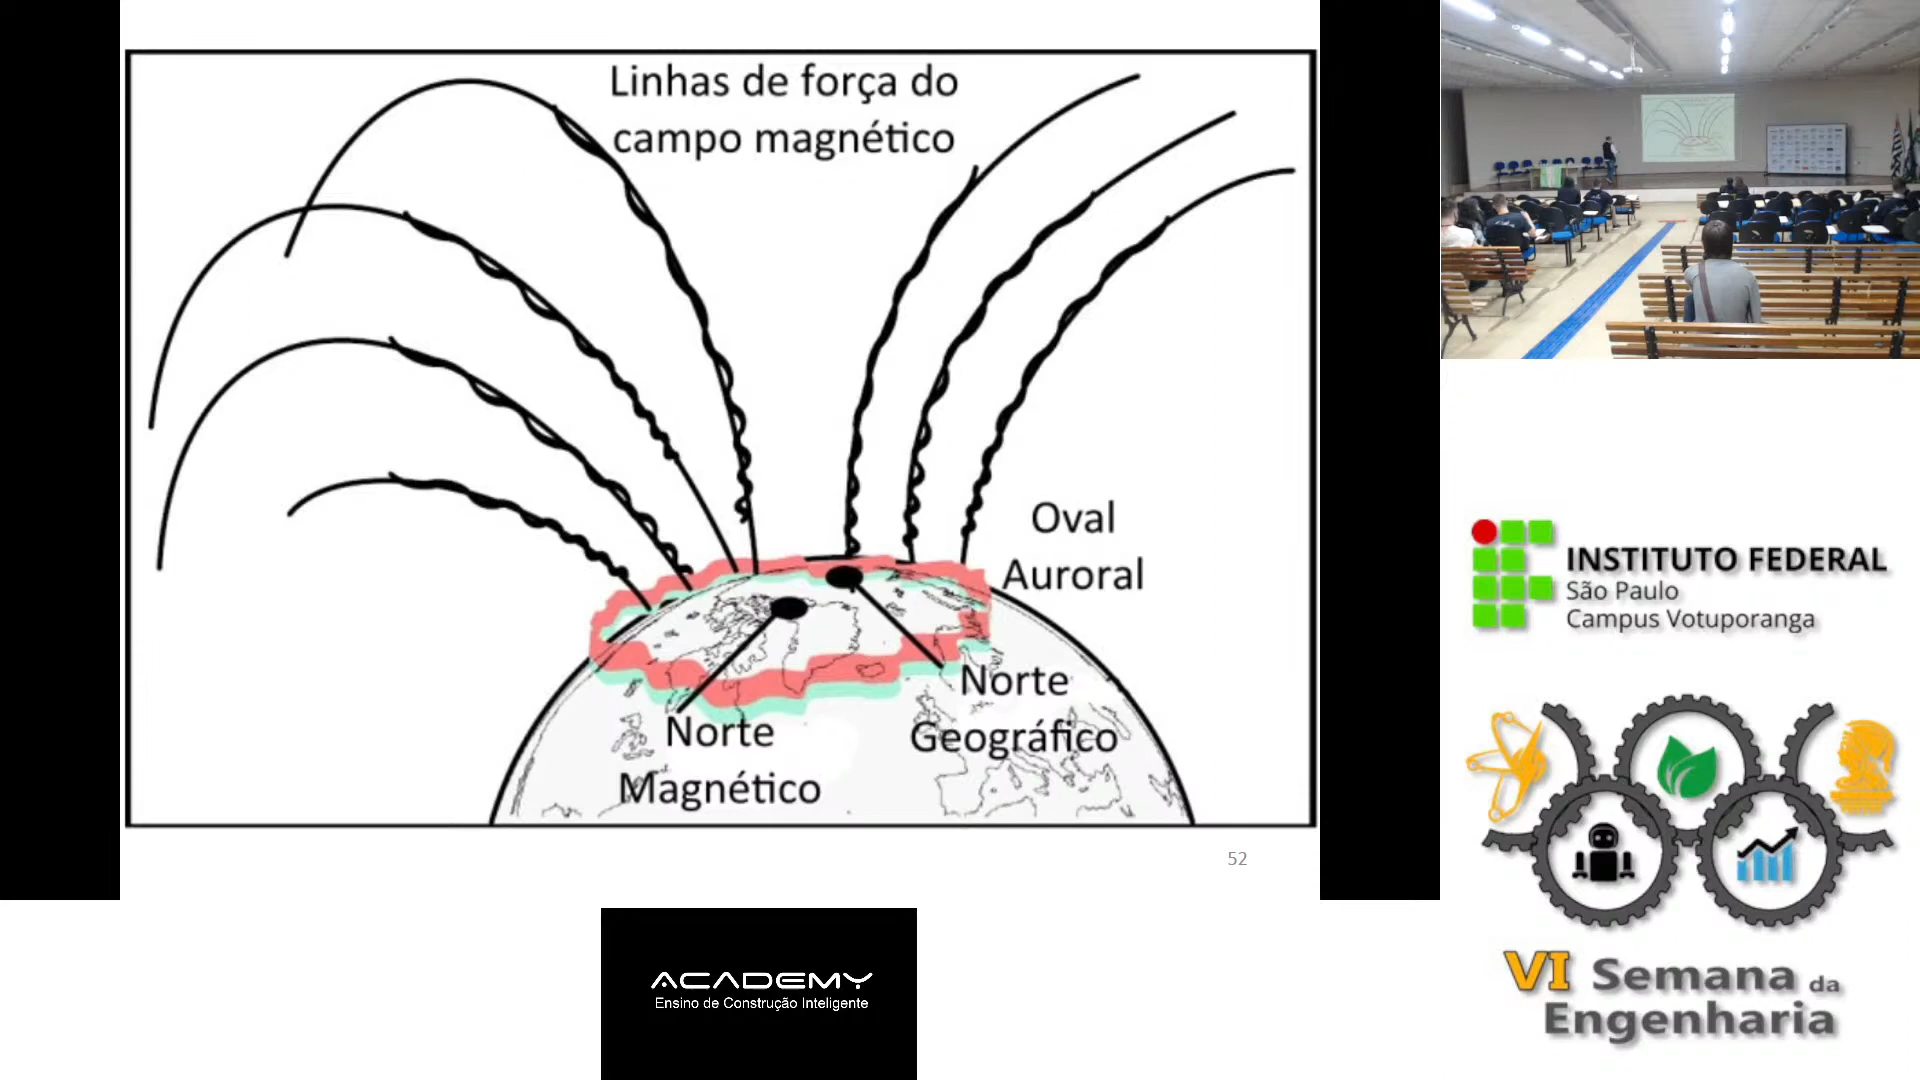 Linhas de força do
campo magnético
Oval
Auroral
Norte
Geográfico
Norte
Magnético
52
INSTITUTO FEDERAL
São Paulo
Campus Votuporanga
VI Semana da
Engenharia
ACADEMY
Ensino de Construção Inteligente